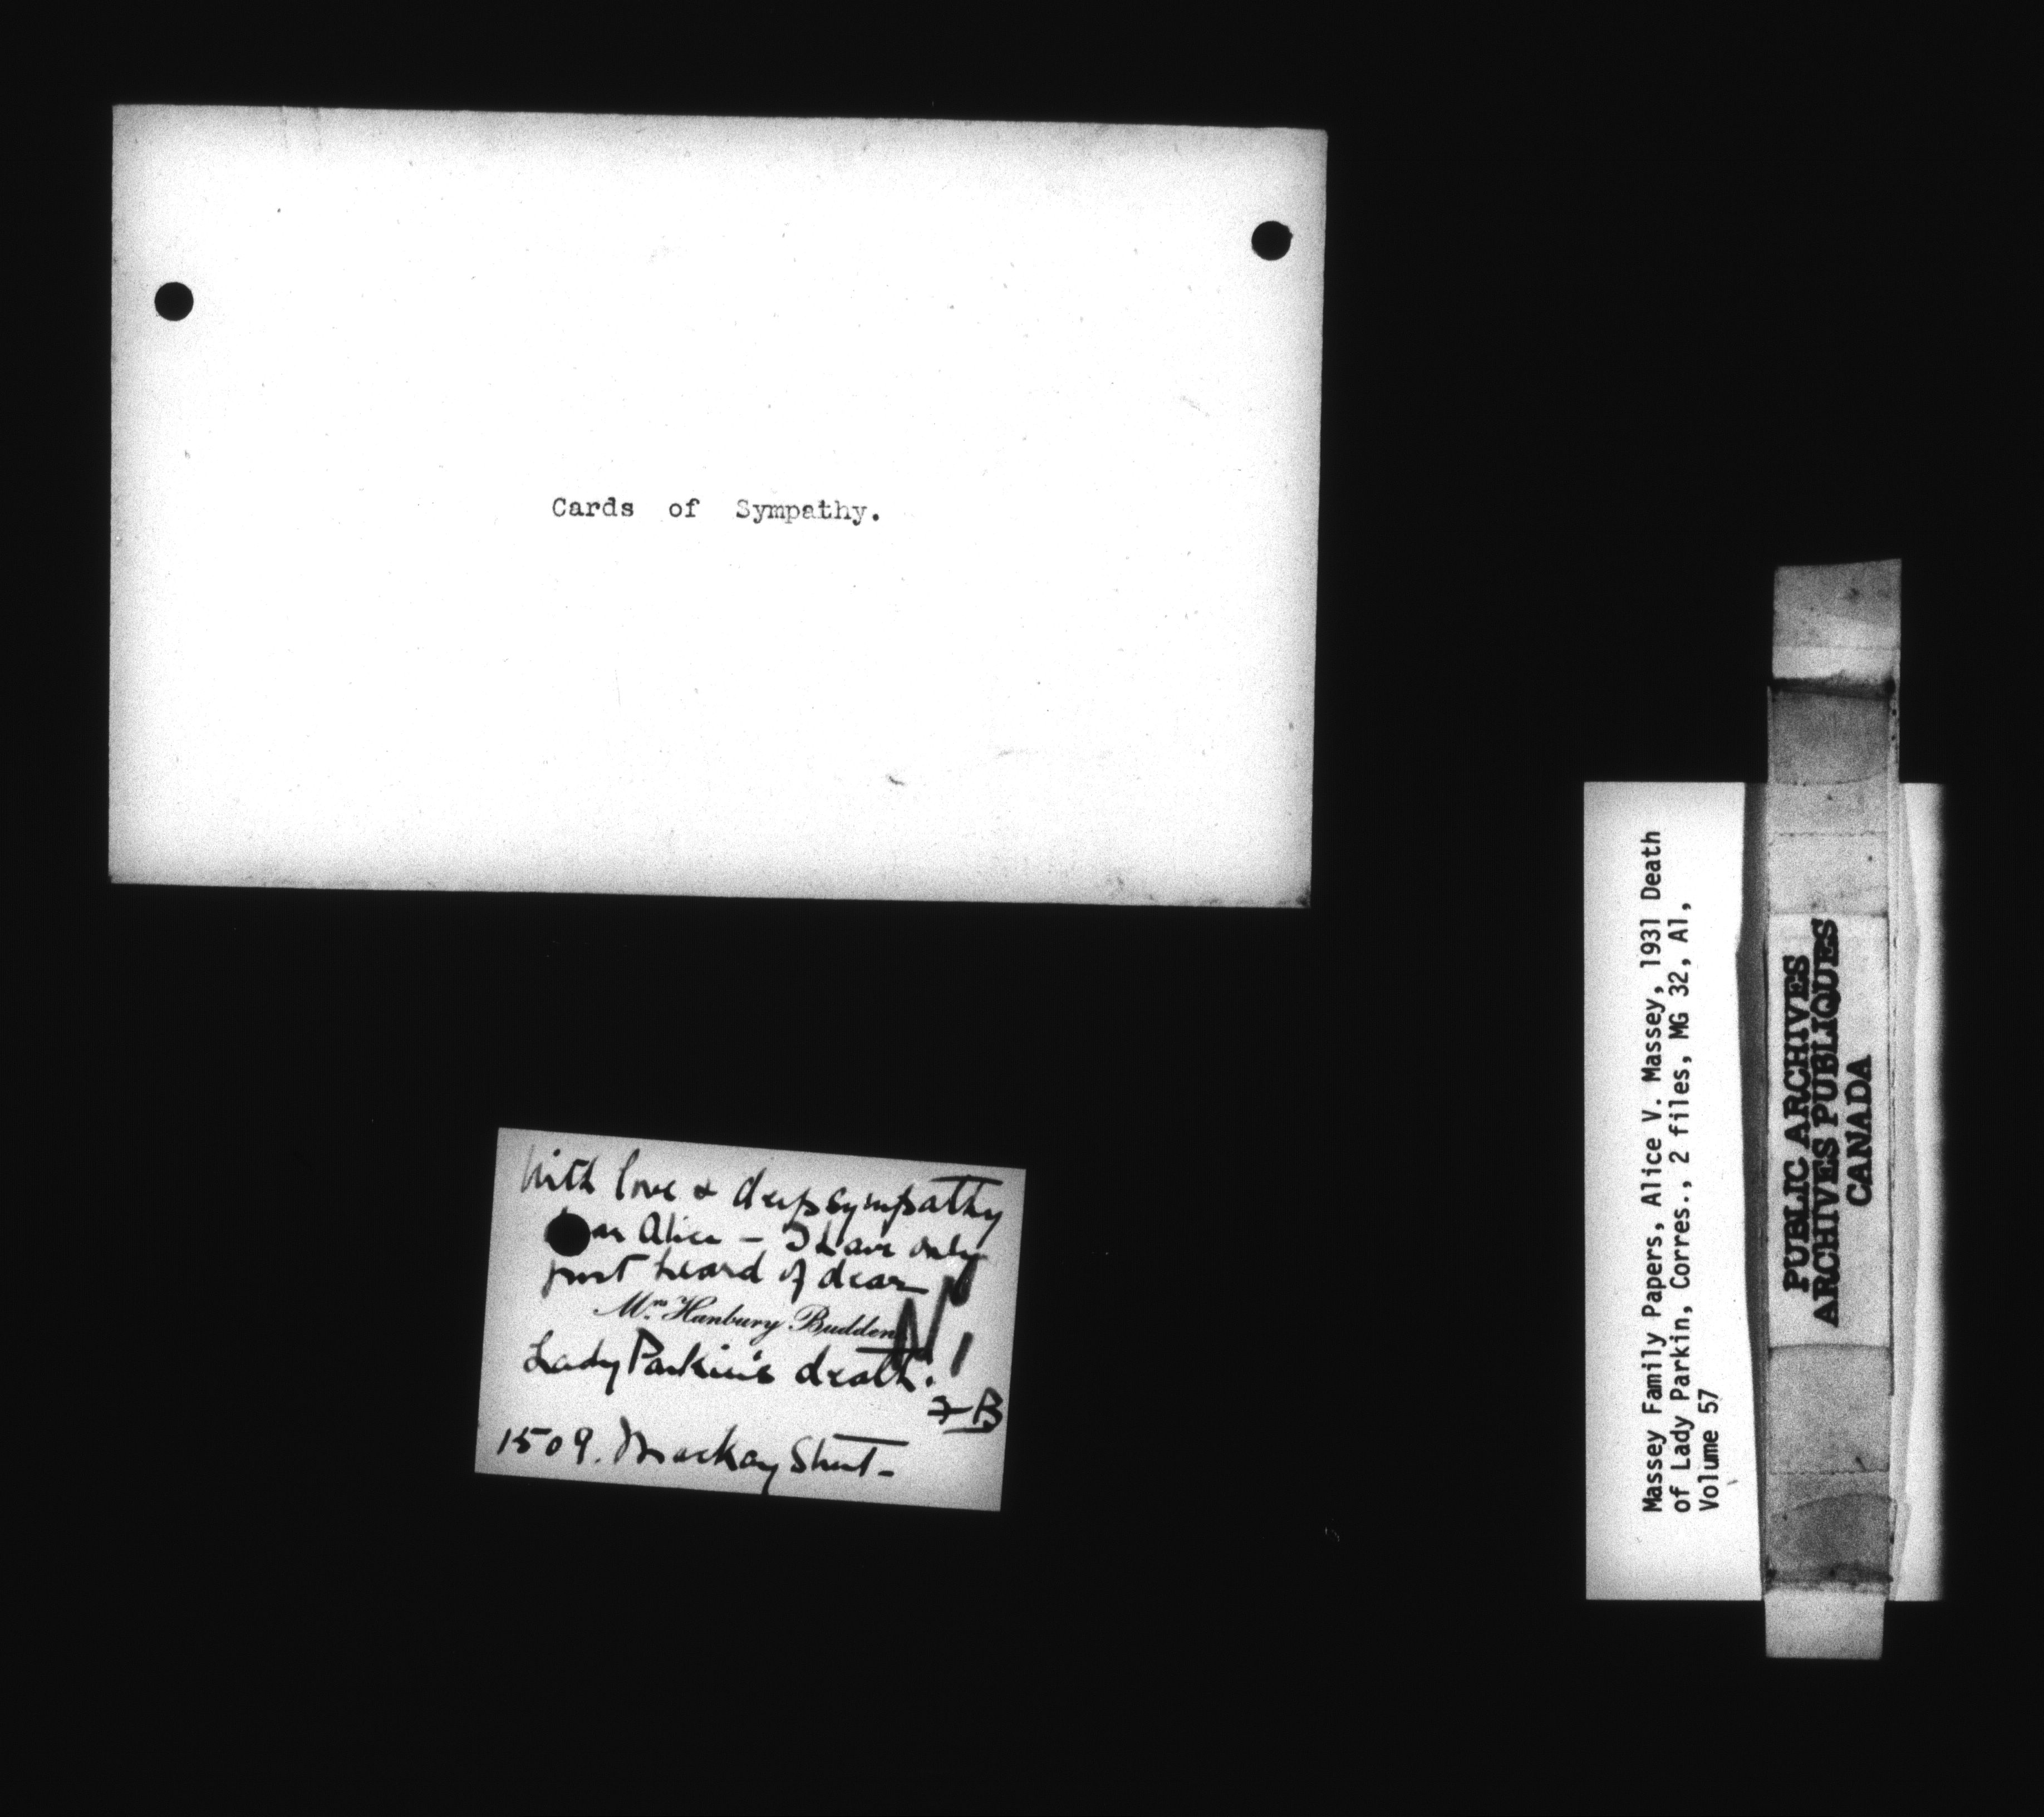 Cards of Sympathy.
With love & deep sympathy
Alice - I have only
just heard of dear
Mrs. Hanbury Budden
Lady Parkin's death.
B
1509. Mackay Street-
Massey Family Papers, Alice V. Massey, 1931 Death
of Lady Parkin, Corres., 2 files, MG 32, A1,
Volume 57
PUBLIC ARCHIVES
ARCHIVES PUBLIQUES
CANADA